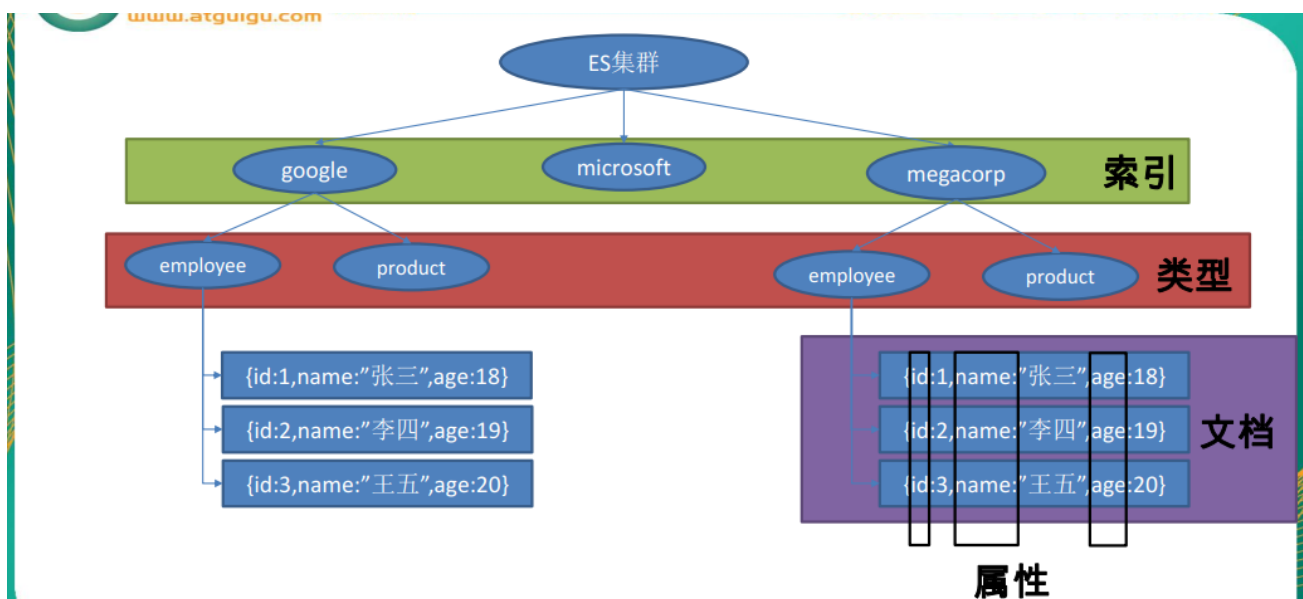 www.atguigu.com
ES集群
google
microsoft
megacorp
索引
employee
product
employee
product
类型
{id:1,name:”张三”,age:18}
{id:2,name:”李四”,age:19}
{id:3,name:”王五”,age:20}
{id:1,name:”张三”,age:18}
{id:2,name:”李四”,age:19}
{id:3,name:”王五”,age:20}
文档
属性